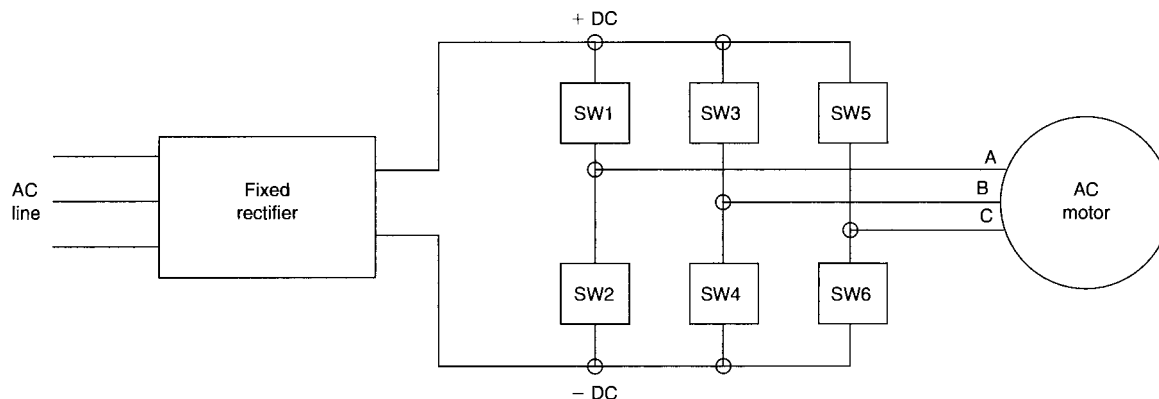 + DC
SW1
SW3
SW5
AC
line
Fixed
rectifier
A
B
C
AC
motor
SW2
SW4
SW6
− DC